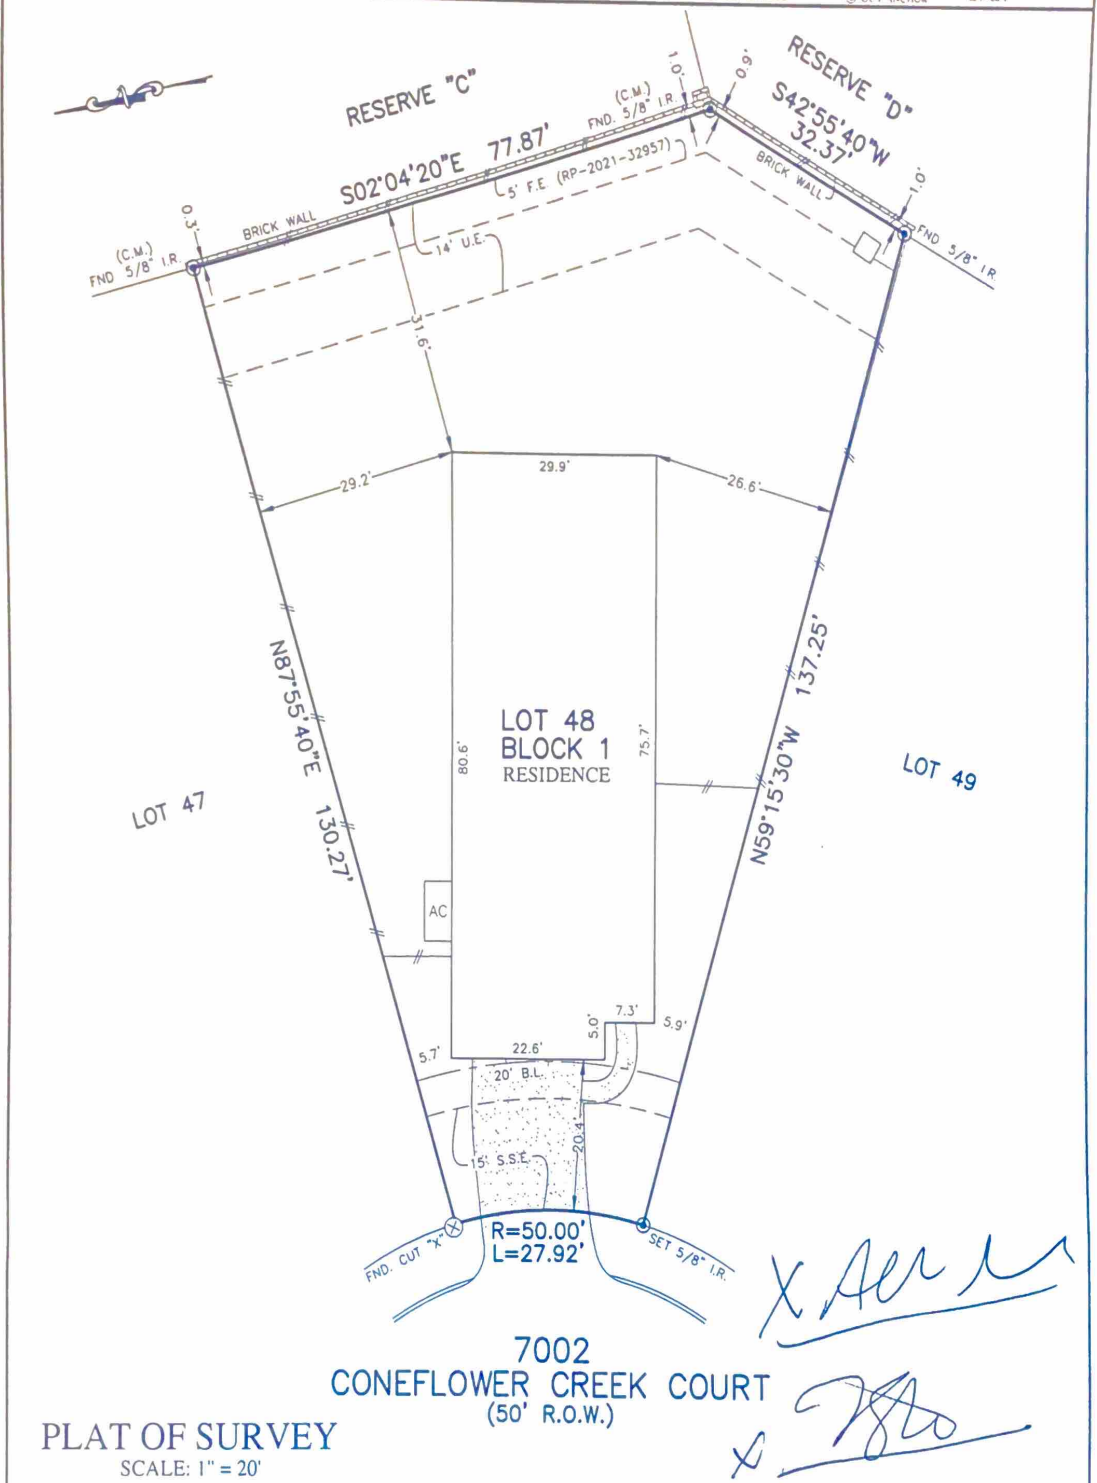 RESERVE "C"
S02°04'20"E 77.87'
RESERVE "D"
S42°55'40"W
32.37'
1.0'
0.9'
(C.M.)
FND. 5/8" I.R.
5' F.E. (RP-2021-32957)
BRICK WALL
1.0'
FND 5/8" I.R.
0.3'
BRICK WALL
(C.M.)
FND 5/8" I.R.
14' U.E.
31.6'
29.2'
29.9'
26.6'
N87°55'40"E 130.27'
N59°15'30"W 137.25'
LOT 48
BLOCK 1
RESIDENCE
80.6'
75.7'
LOT 47
LOT 49
AC
7.3'
5.0'
5.9'
5.7'
22.6'
20' B.L.
20.4'
15' S.S.E.
R=50.00'
L=27.92'
FND. CUT "X"
SET 5/8" I.R.
7002
CONEFLOWER CREEK COURT
(50' R.O.W.)
X
X
PLAT OF SURVEY
SCALE: 1" = 20'